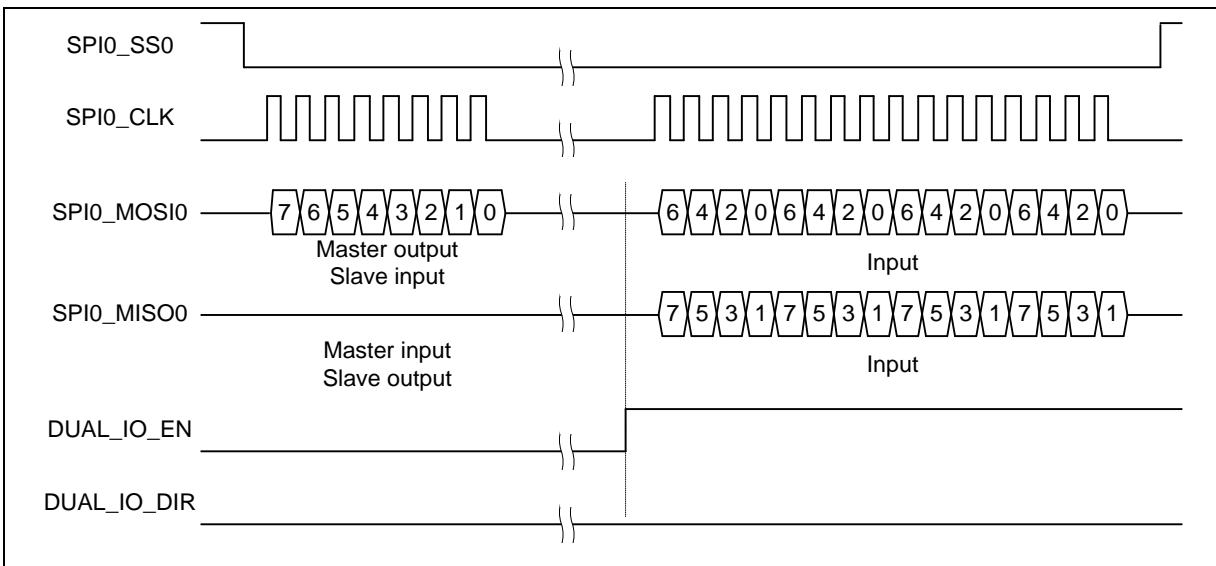 SPI0_SS0
SPI0_CLK
SPI0_MOSI0 7 6 5 4 3 2 1 0 6 4 2 0 6 4 2 0 6 4 2 0 6 4 2 0
Master output
Slave input
Input
SPI0_MISO0 7 5 3 1 7 5 3 1 7 5 3 1 7 5 3 1
Master input
Slave output
Input
DUAL_IO_EN
DUAL_IO_DIR